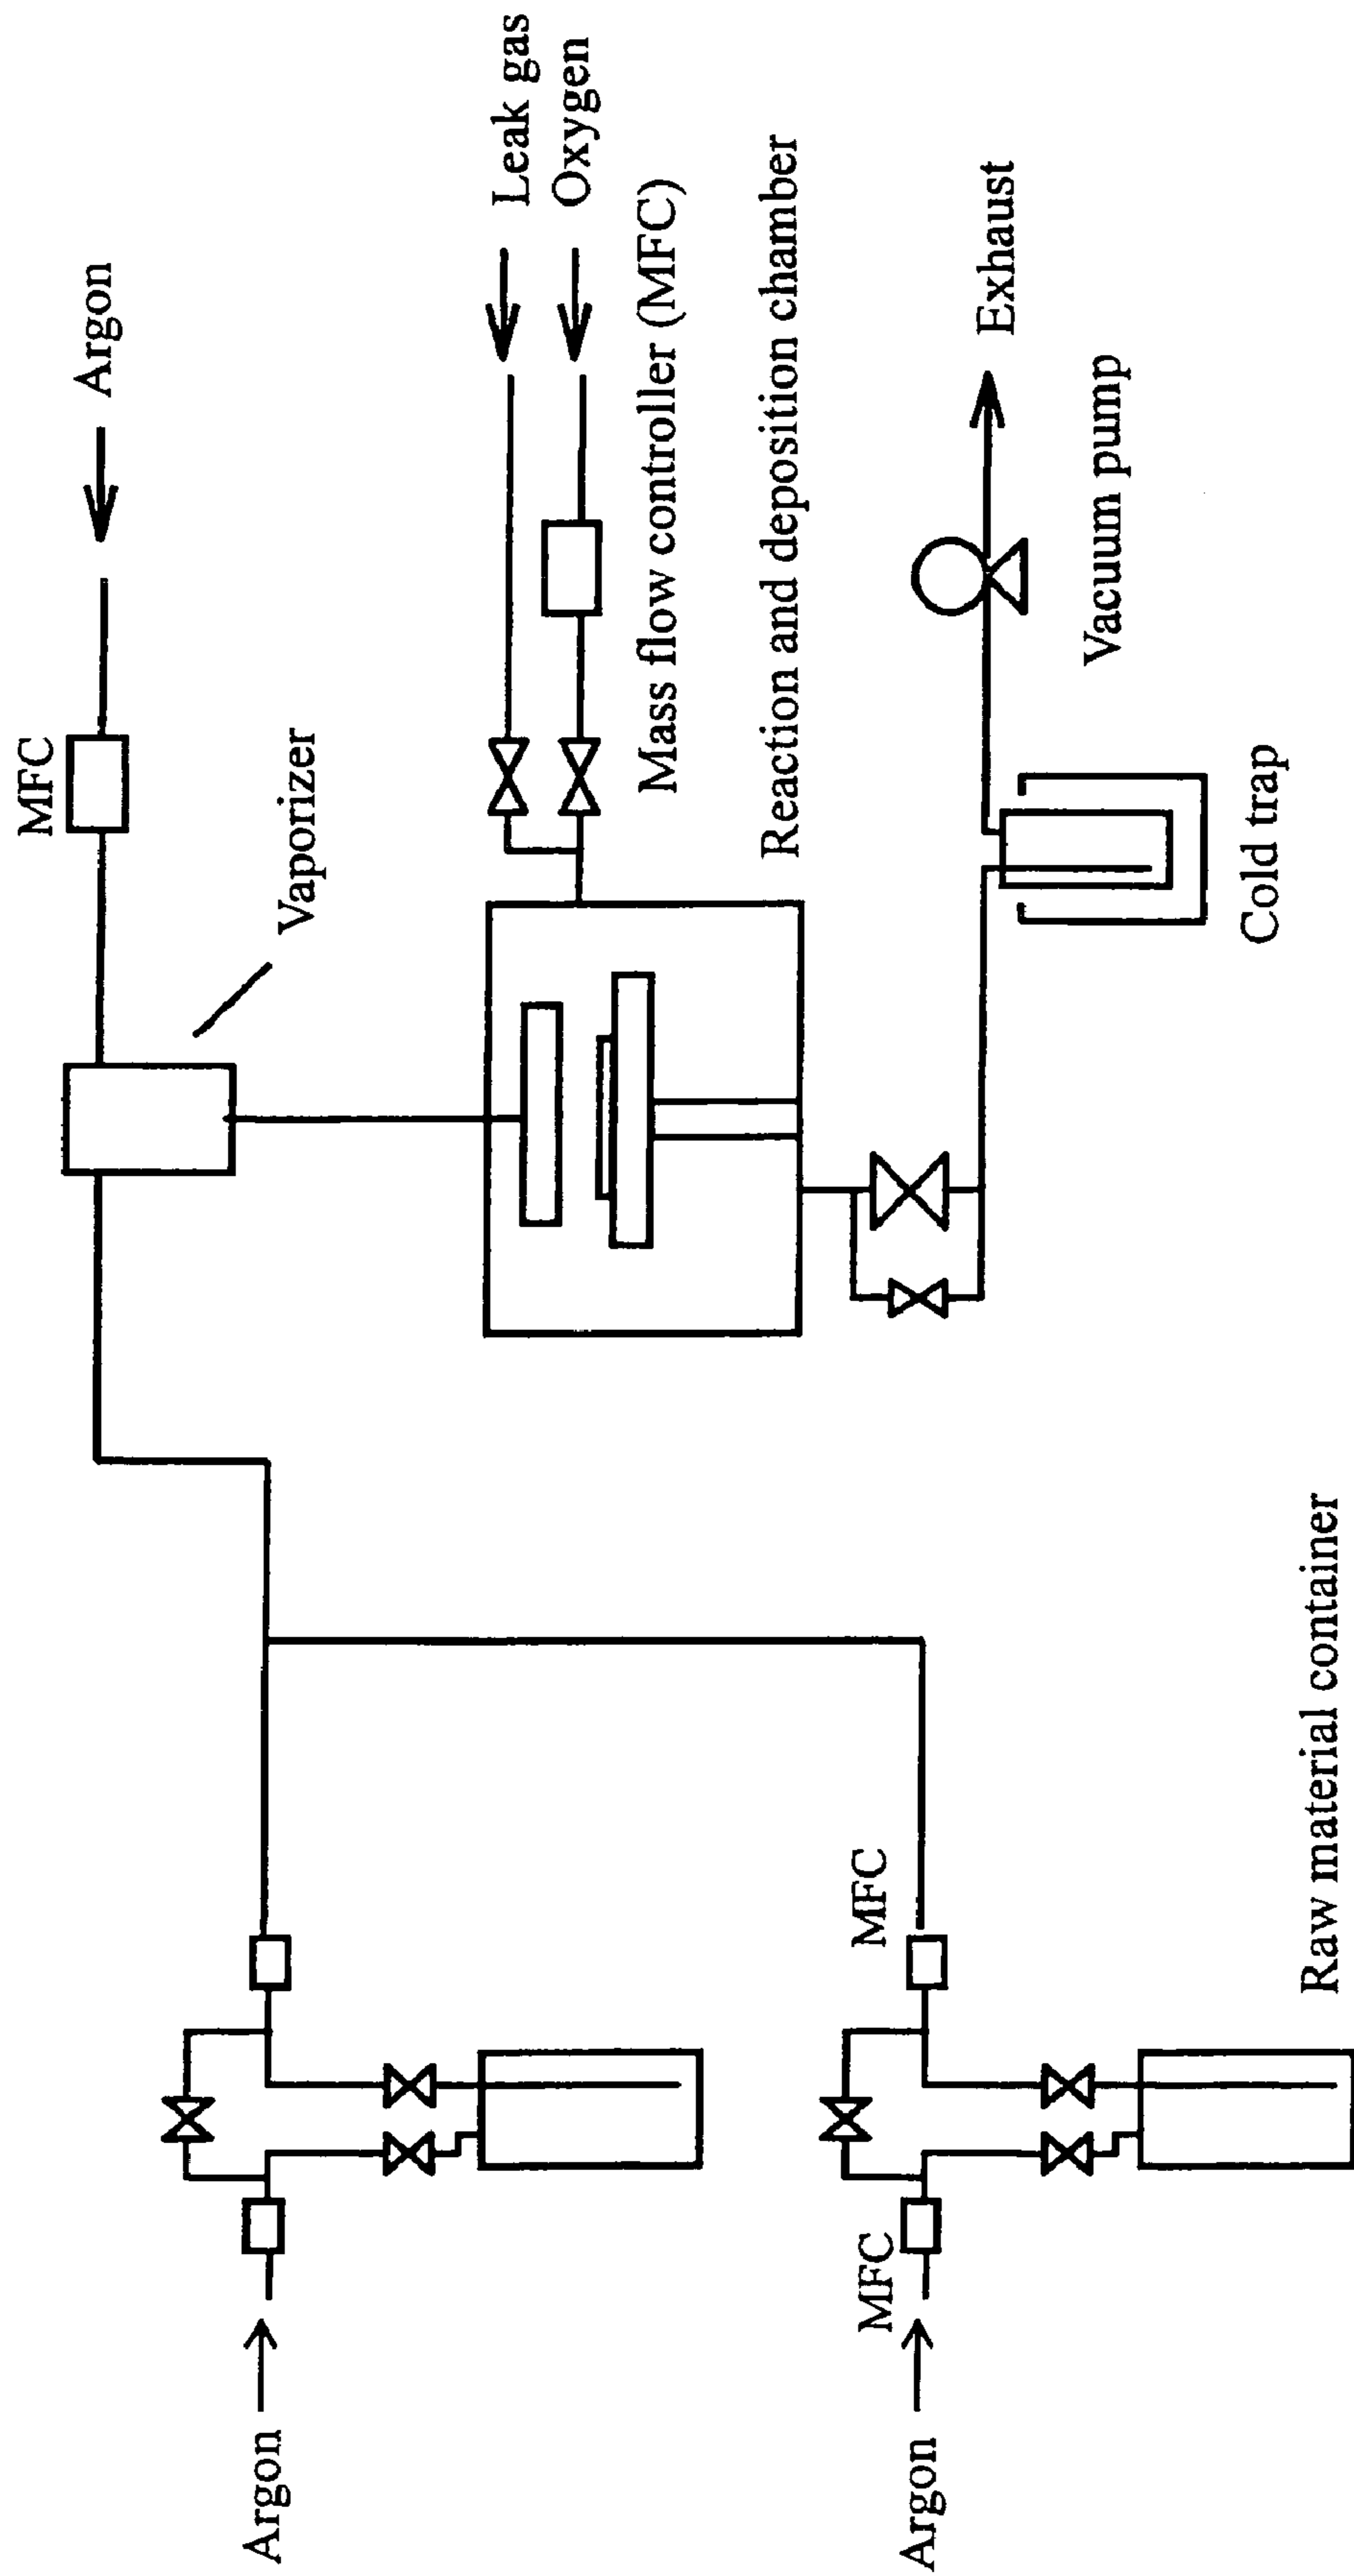 Argon
MFC
Vaporizer
Leak gas
Oxygen
Mass flow controller (MFC)
Reaction and deposition chamber
Exhaust
Vacuum pump
Cold trap
Argon
Argon
MFC
MFC
Raw material container